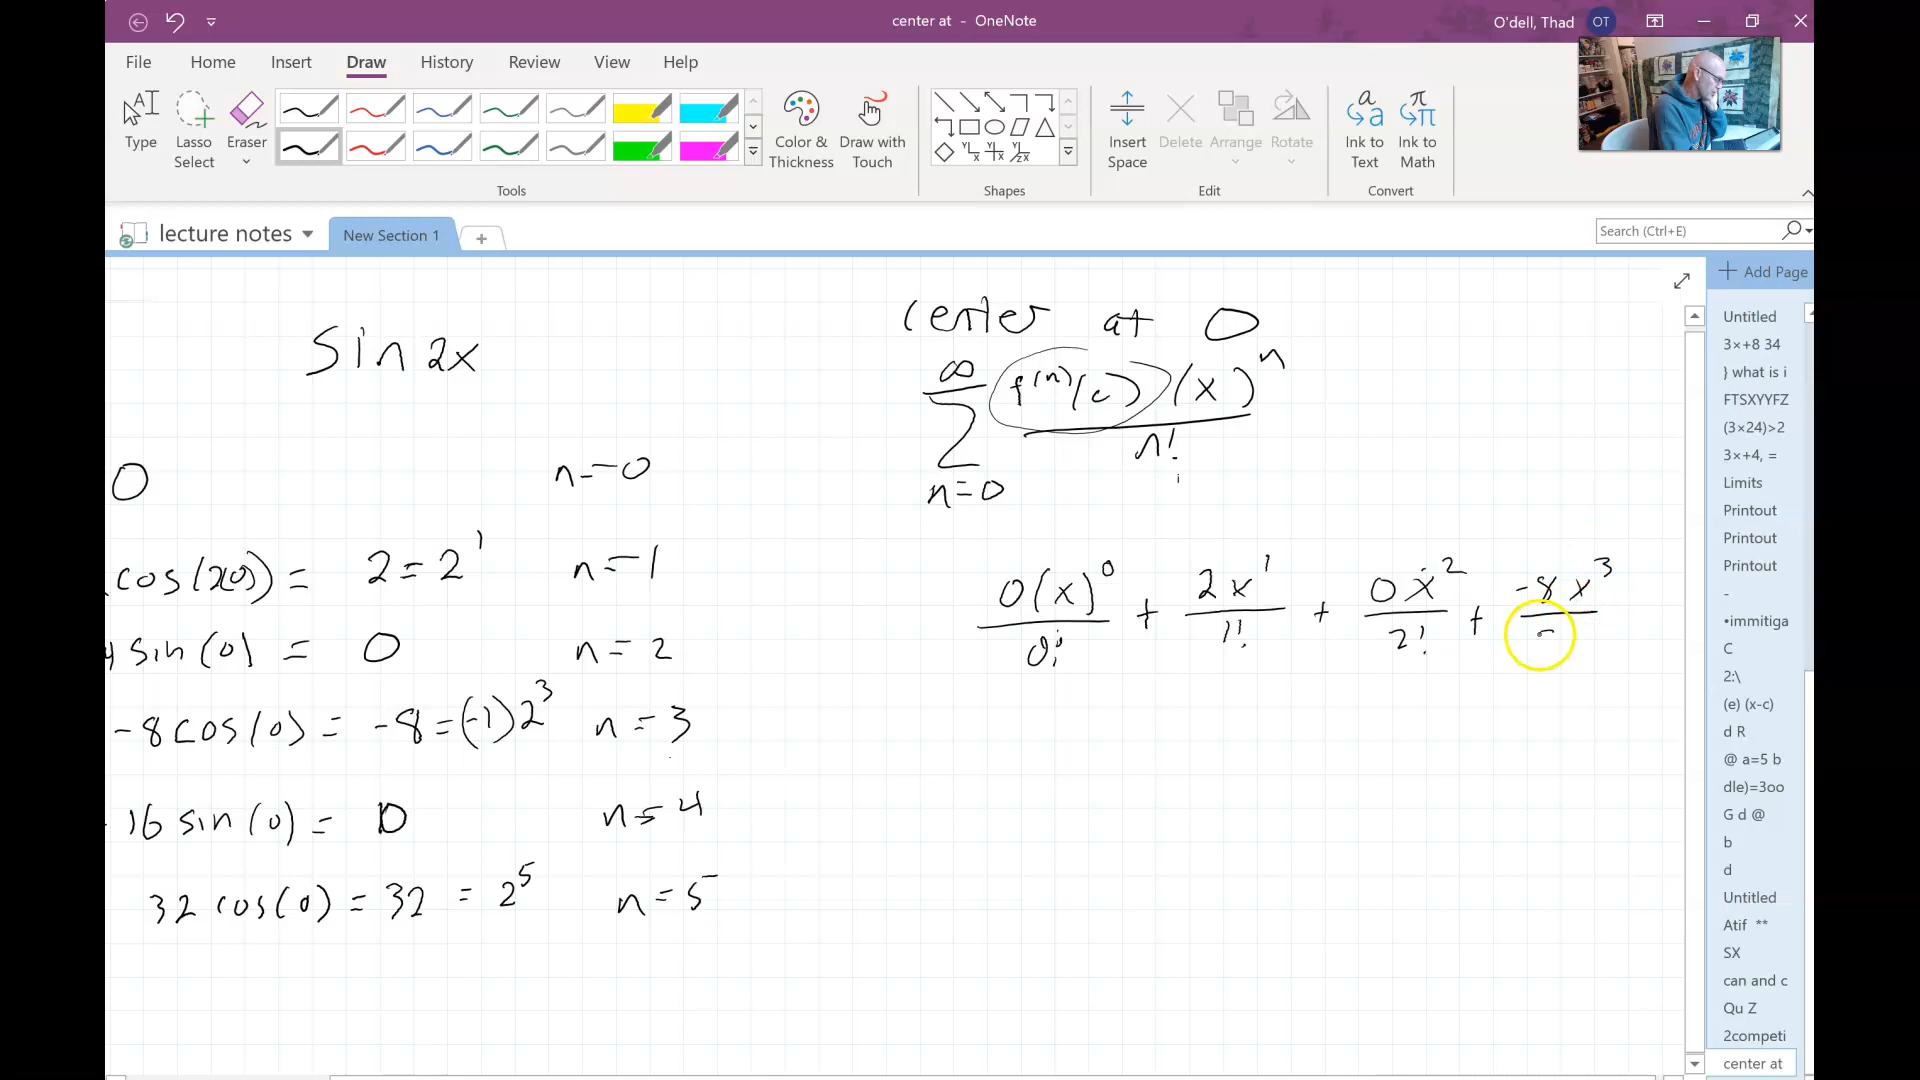 center at - OneNote
O'dell, Thad OT
File Home Insert Draw History Review View Help
Type
Lasso Select
Eraser
Color & Thickness
Draw with Touch
Insert Space
Delete
Arrange
Rotate
Ink to Text
Ink to Math
Tools
Shapes
Edit
Convert
lecture notes
New Section 1
Search (Ctrl+E)
Add Page
Untitled
3×+8 34
} what is i
FTSXYYFZ
(3×24)>2
3×+4, =
Limits
Printout
Printout
Printout
-
•immitiga
C
2:\
(e) (x-c)
d R
@ a=5 b
dle)=3oo
G d @
b
d
Untitled
Atif **
SX
can and c
Qu Z
2competi
center at
sin 2x
0 n=0
cos(2(0)) = 2 = 2^1 n=1
4 sin(0) = 0 n=2
-8 cos(0) = -8 = (-1)2^3 n=3
16 sin(0) = 0 n=4
32 cos(0) = 32 = 2^5 n=5
center at 0
∑_{n=0}^{∞} f^(n)(c)(x)^n / n!
0(x)^0 / 0! + 2x^1 / 1! + 0x^2 / 2! + -8x^3